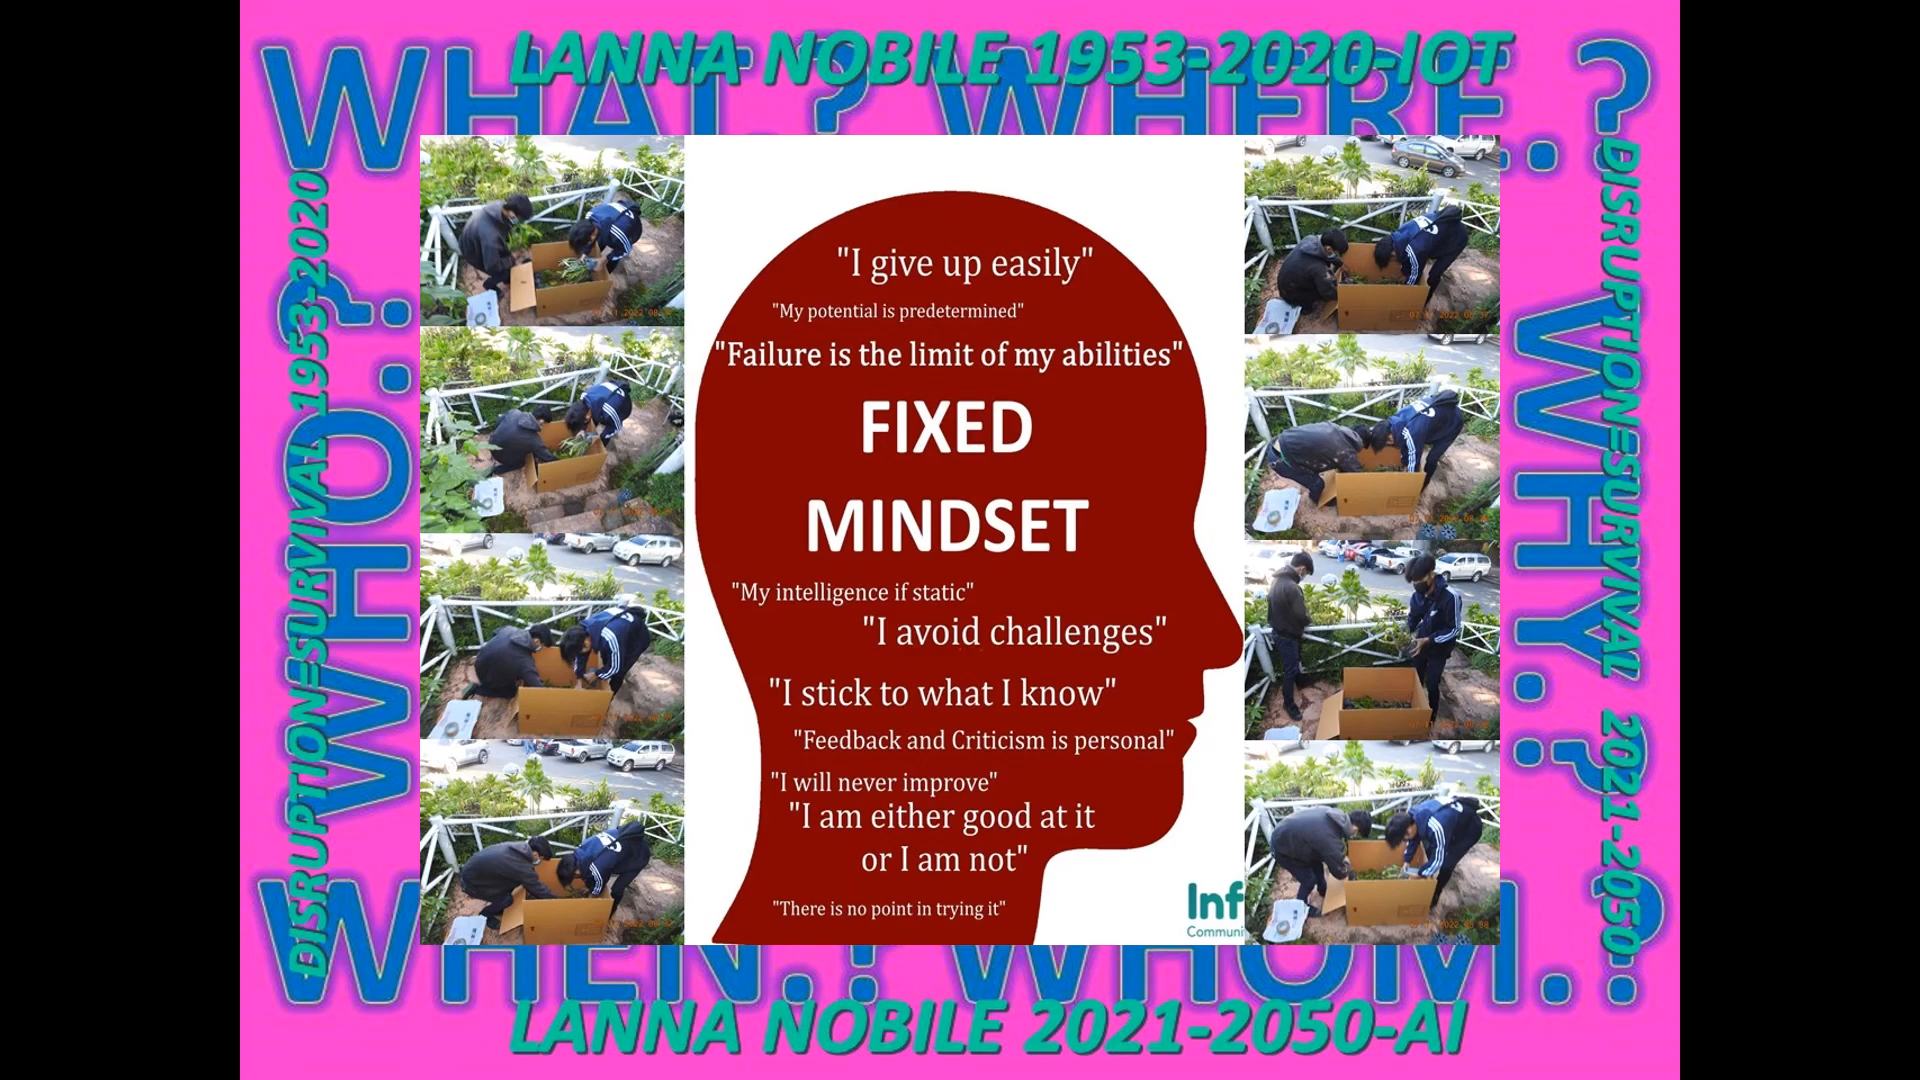 LANNA NOBILE 1953-2020-IOT
WHAT.? WHERE.?
DISRUPTION=SURVIVAL 1953-2020
WHO.?
"I give up easily"
"My potential is predetermined"
"Failure is the limit of my abilities"
FIXED
MINDSET
"My intelligence if static"
"I avoid challenges"
"I stick to what I know"
"Feedback and Criticism is personal"
"I will never improve"
"I am either good at it
or I am not"
"There is no point in trying it"
Inf
Communi
WHY.?
DISRUPTION=SURVIVAL 2021-2050
WHEN.? WHOM.?
LANNA NOBILE 2021-2050-AI